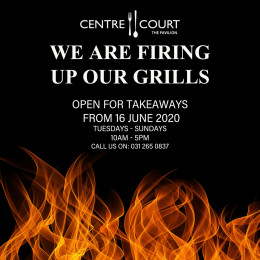 CENTRE COURT
THE PAVILION
WE ARE FIRING
UP OUR GRILLS
OPEN FOR TAKEAWAYS
FROM 16 JUNE 2020
TUESDAYS - SUNDAYS
10AM - 5PM
CALL US ON: 031 265 0837